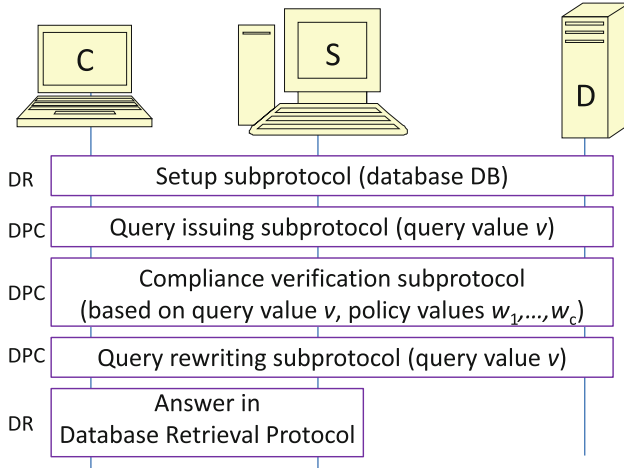 C
S
D
DR
Setup subprotocol (database DB)
DPC
Query issuing subprotocol (query value v)
DPC
Compliance verification subprotocol
(based on query value v, policy values w₁,...,w_c)
DPC
Query rewriting subprotocol (query value v)
DR
Answer in
Database Retrieval Protocol